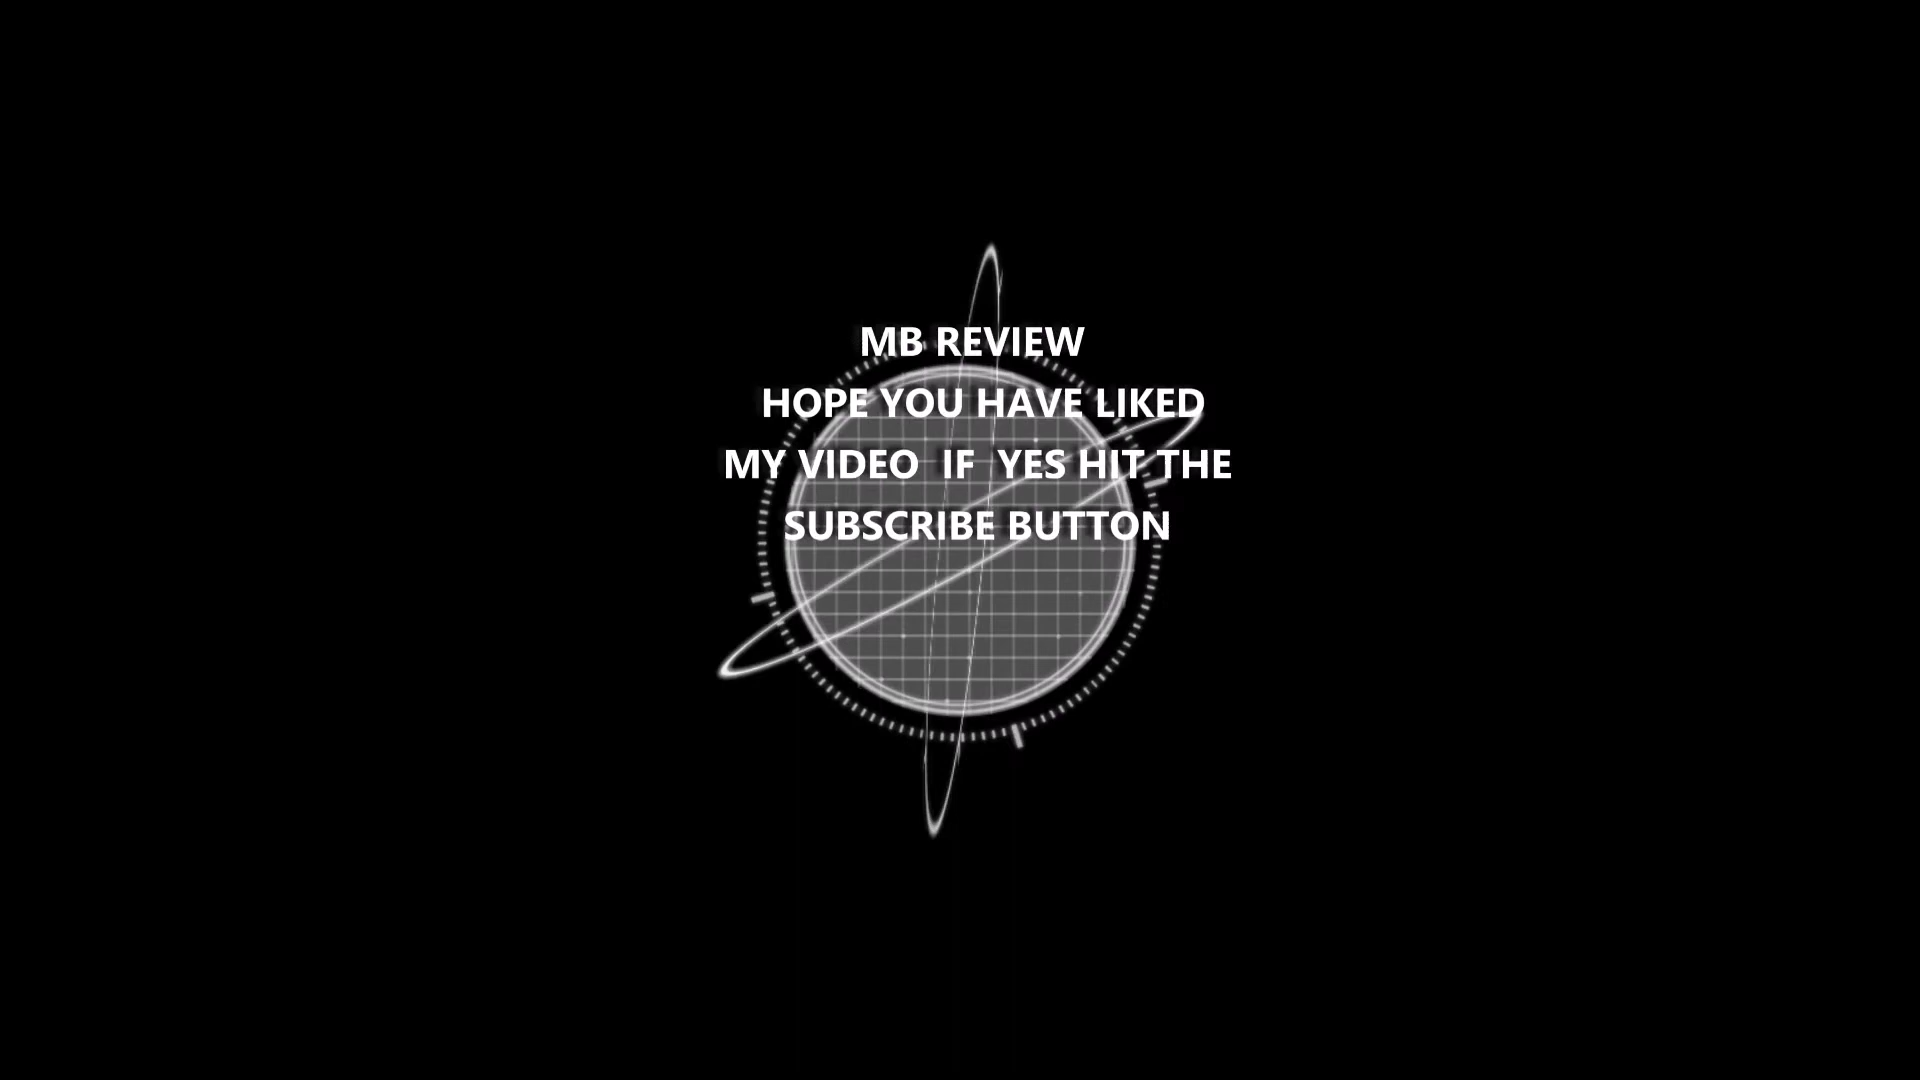 MB REVIEW
HOPE YOU HAVE LIKED
MY VIDEO  IF  YES HIT THE
SUBSCRIBE BUTTON